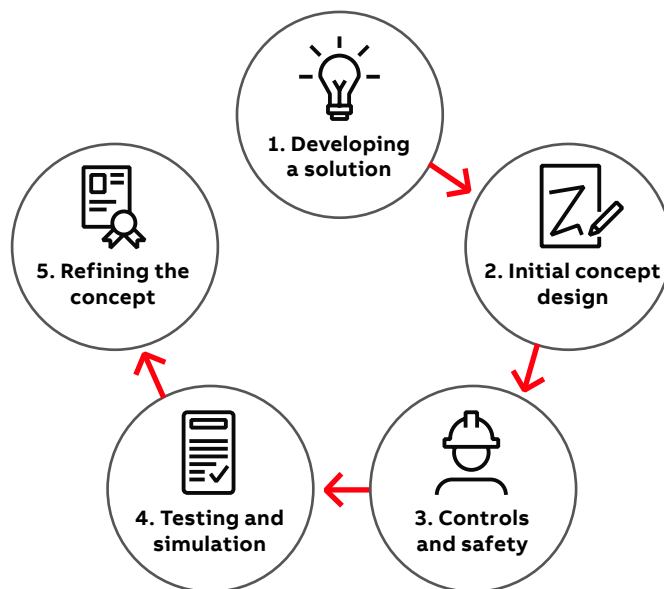 1. Developing
a solution
2. Initial concept
design
3. Controls
and safety
4. Testing and
simulation
5. Refining the
concept